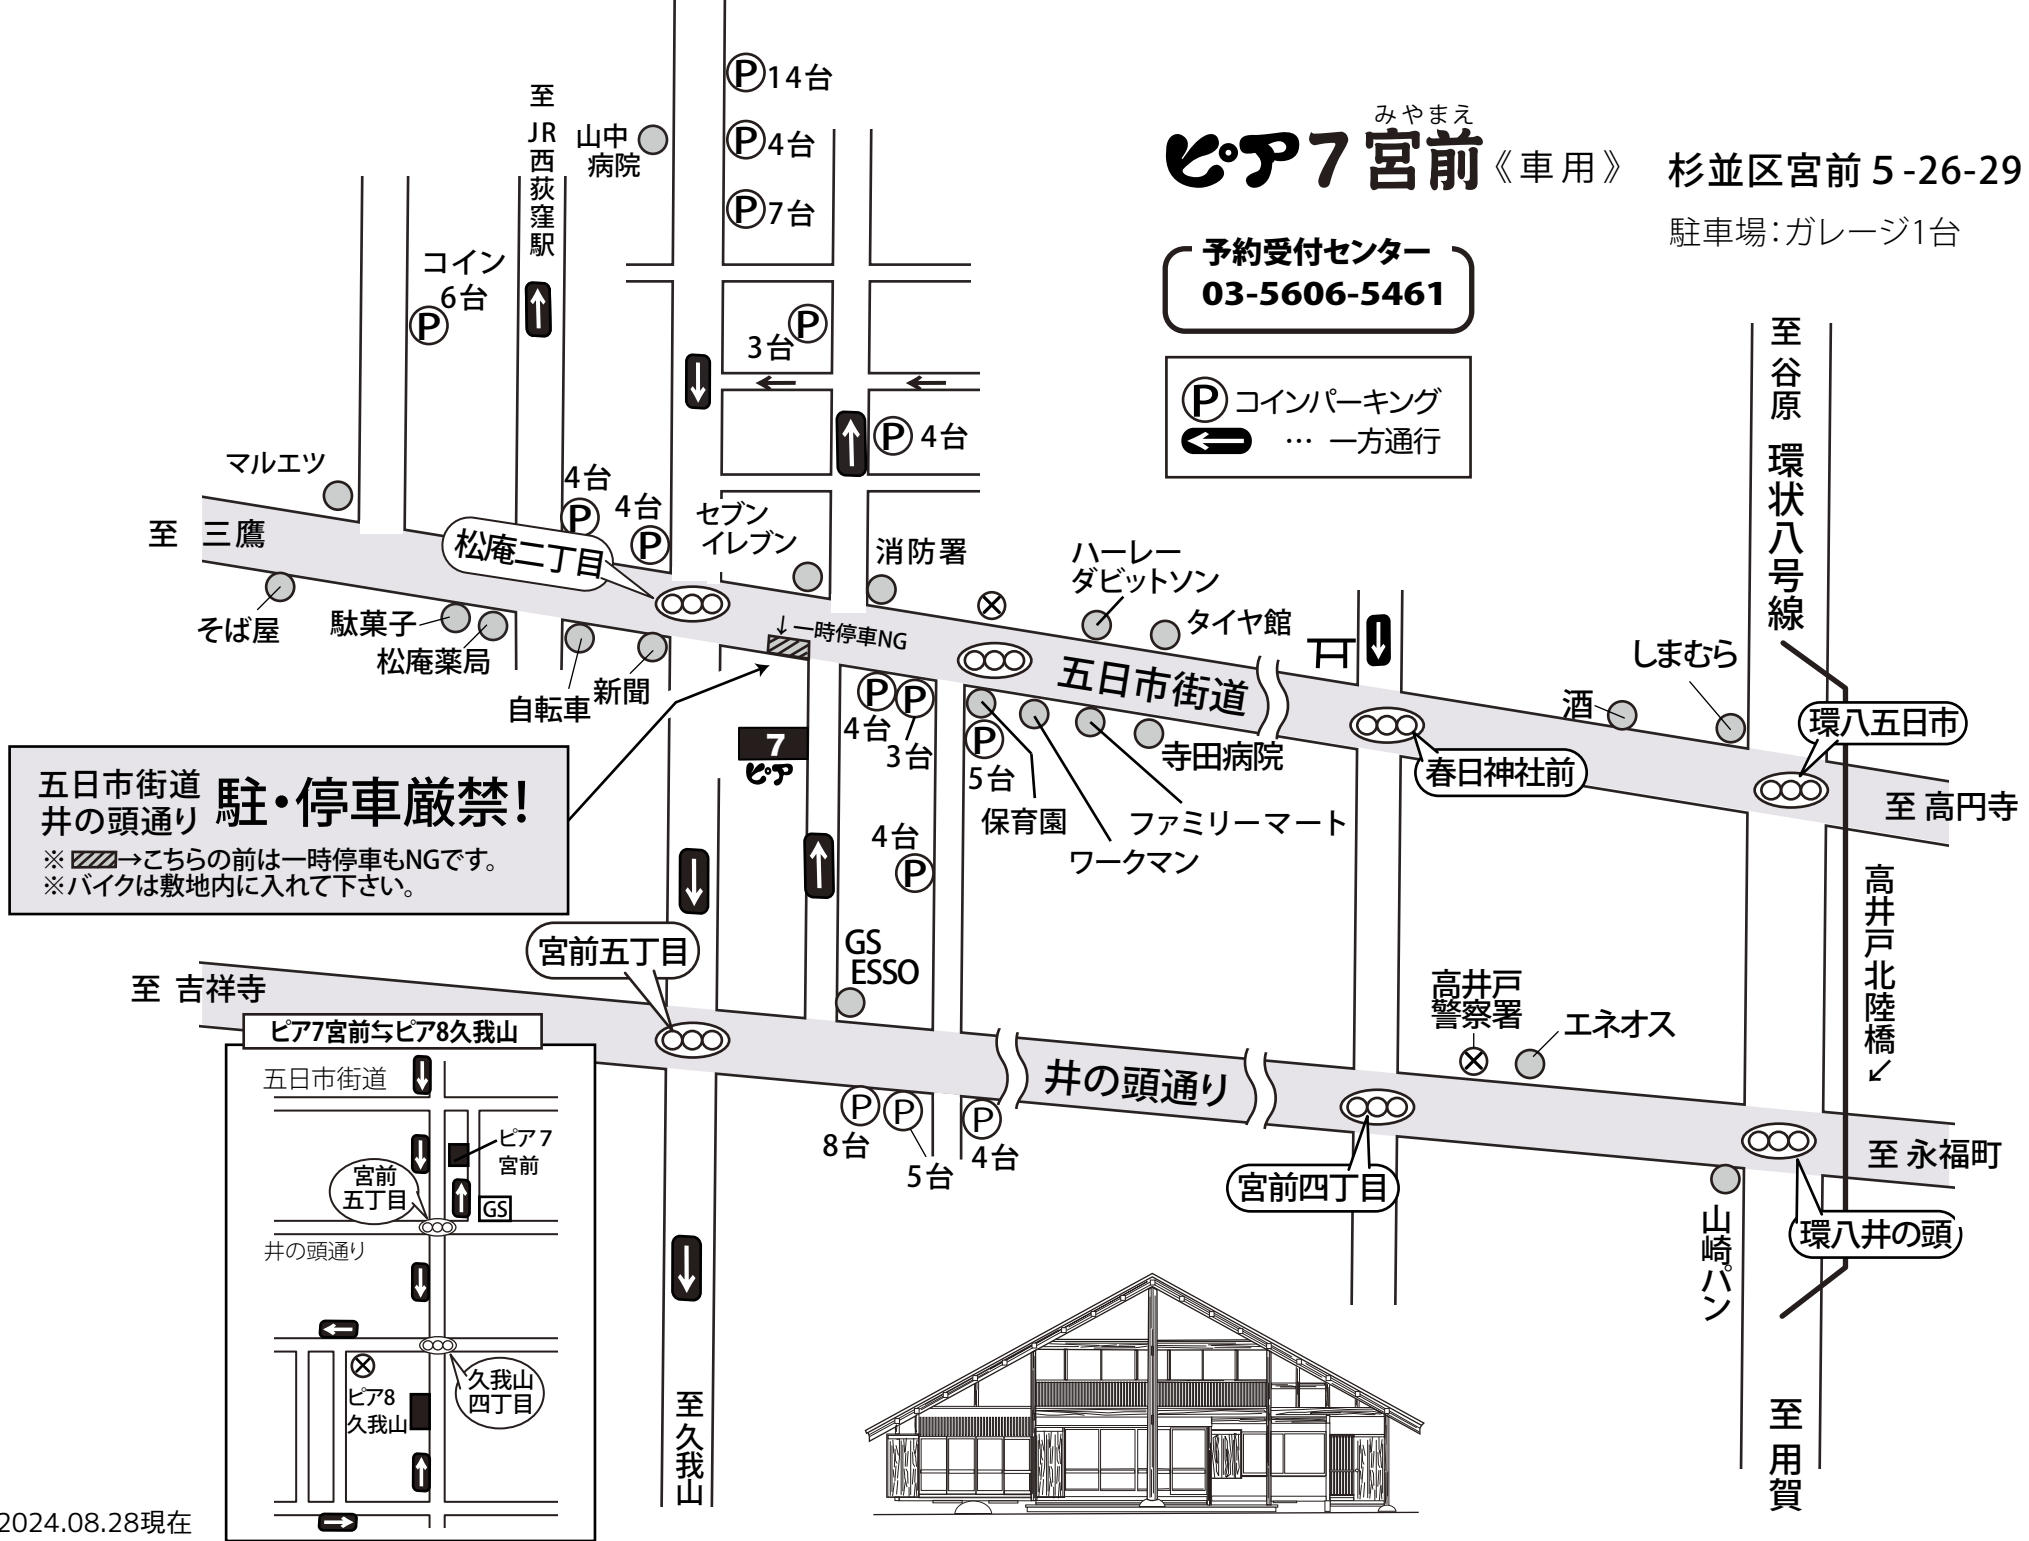 みやまえ
ピア7宮前《車用》
杉並区宮前5-26-29
駐車場：ガレージ1台
予約受付センター
03-5606-5461
Ⓟコインパーキング
… 一方通行
Ⓟ14台
Ⓟ4台
Ⓟ7台
至JR西荻窪駅
山中
病院
コイン
6台
Ⓟ
Ⓟ
3台
Ⓟ4台
マルエツ
4台
Ⓟ
4台
Ⓟ
セブン
イレブン
消防署
ハーレー
ダビットソン
タイヤ館
至 三鷹
松庵二丁目
↓一時停車NG
五日市街道
そば屋
駄菓子
松庵薬局
自転車
新聞
7
ピア
Ⓟ
4台
Ⓟ
3台
Ⓟ
5台
保育園
ワークマン
ファミリーマート
寺田病院
春日神社前
酒
しまむら
至谷原
環状八号線
環八五日市
至 高円寺
五日市街道
井の頭通り
駐・停車厳禁!
※→こちらの前は一時停車もNGです。
※バイクは敷地内に入れて下さい。
4台
Ⓟ
GS
ESSO
宮前五丁目
至 吉祥寺
井の頭通り
Ⓟ
8台
Ⓟ
5台
Ⓟ
4台
高井戸
警察署
エネオス
高井戸北陸橋↙
宮前四丁目
至 永福町
環八井の頭
山崎パン
至用賀
至久我山
ピア7宮前⇆ピア8久我山
五日市街道
ピア7
宮前
宮前
五丁目
GS
井の頭通り
ピア8
久我山
久我山
四丁目
2024.08.28現在